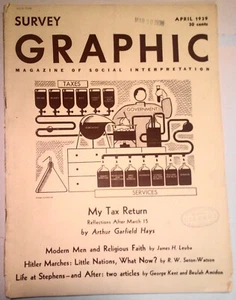 SURVEY
APRIL 1939
30 cents
GRAPHIC
MAGAZINE OF SOCIAL INTERPRETATION
TAXES
GOVERNMENT
SERVICES
My Tax Return
Reflections After March 15
by Arthur Garfield Hays
Modern Men and Religious Faith by James H. Leuba
Hitler Marches: Little Nations, What Now? by R. W. Seton-Watson
Life at Stephens—and After: two articles by George Kent and Beulah Amidon